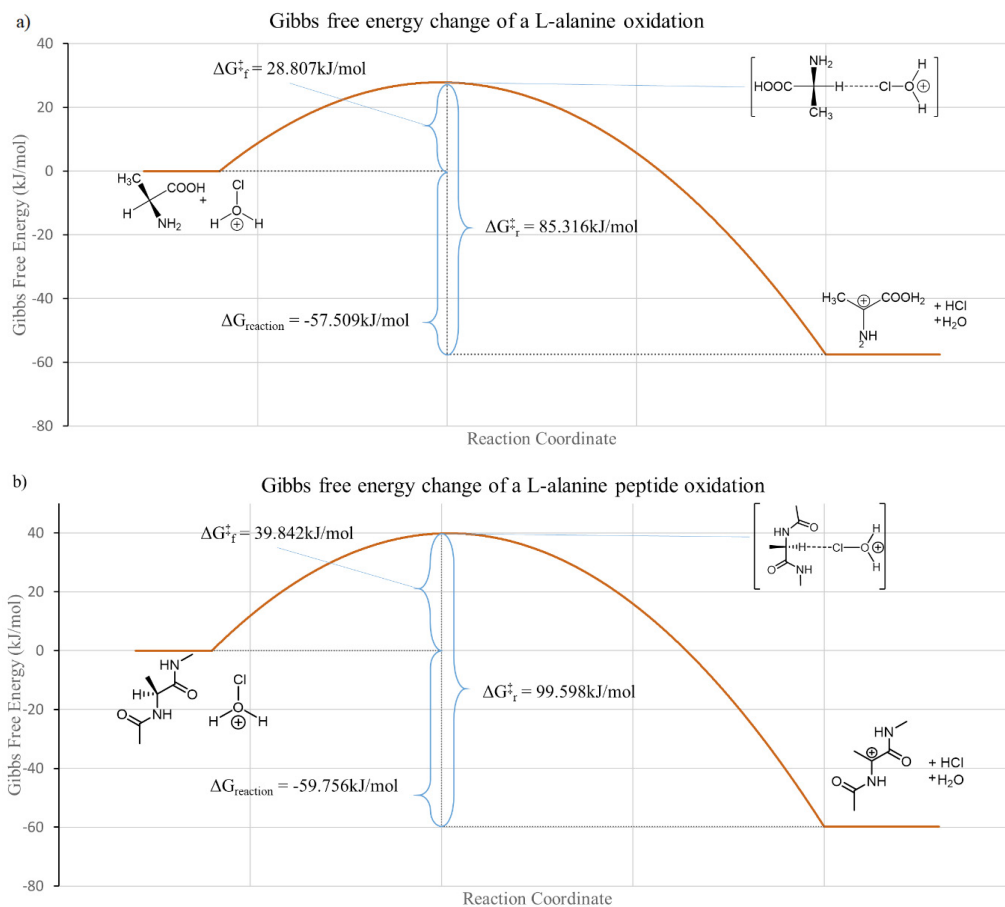 a)
Gibbs free energy change of a L-alanine oxidation
Gibbs Free Energy (kJ/mol)
40
20
0
-20
-40
-60
-80
ΔG‡f = 28.807kJ/mol
ΔG‡r = 85.316kJ/mol
ΔGreaction = -57.509kJ/mol
H3C
COOH
H
NH2
+
Cl
H
O
H
⊕
NH2
HOOC
H
Cl
O
H
H
⊕
CH3
H3C
⊕
COOH2
N
2
H
+ HCl
+H2O
Reaction Coordinate
b)
Gibbs free energy change of a L-alanine peptide oxidation
Gibbs Free Energy (kJ/mol)
40
20
0
-20
-40
-60
-80
ΔG‡f = 39.842kJ/mol
ΔG‡r = 99.598kJ/mol
ΔGreaction = -59.756kJ/mol
HN
H
O
O
NH
Cl
H
O
H
⊕
HN
O
H
Cl
O
H
H
⊕
O
NH
HN
⊕
O
O
NH
+ HCl
+H2O
Reaction Coordinate